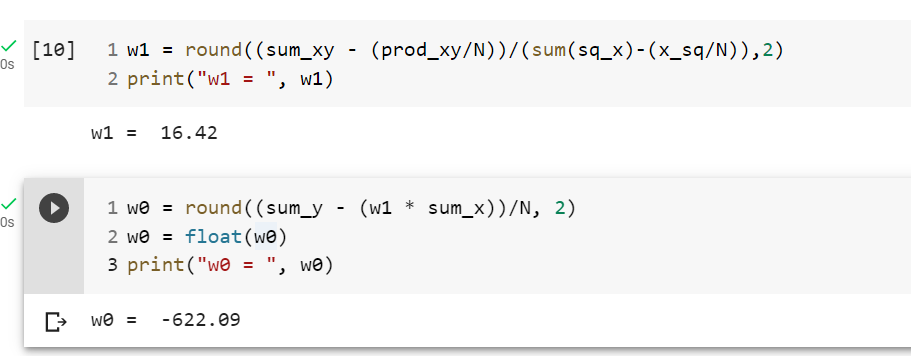 [10] 1 w1 = round((sum_xy - (prod_xy/N))/(sum(sq_x)-(x_sq/N)),2)
0s
2 print("w1 = ", w1)
w1 =  16.42
1 w0 = round((sum_y - (w1 * sum_x))/N, 2)
0s
2 w0 = float(w0)
3 print("w0 = ", w0)
w0 =  -622.09